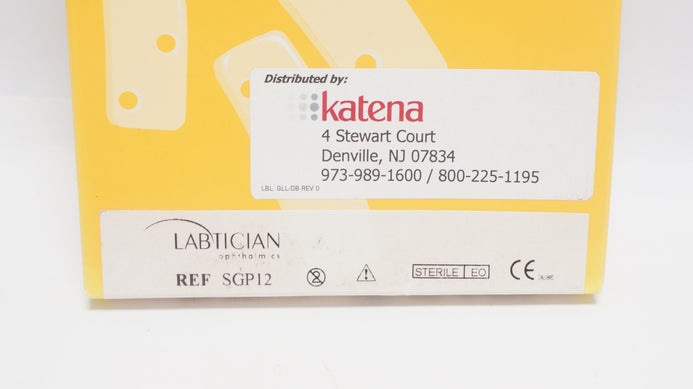 Distributed by:
katena
4 Stewart Court
Denville, NJ 07834
973-989-1600 / 800-225-1195
LBL: GLL-DB REV 0
LABTICIAN
ophthalmics
REF SGP12
STERILE EO
CE